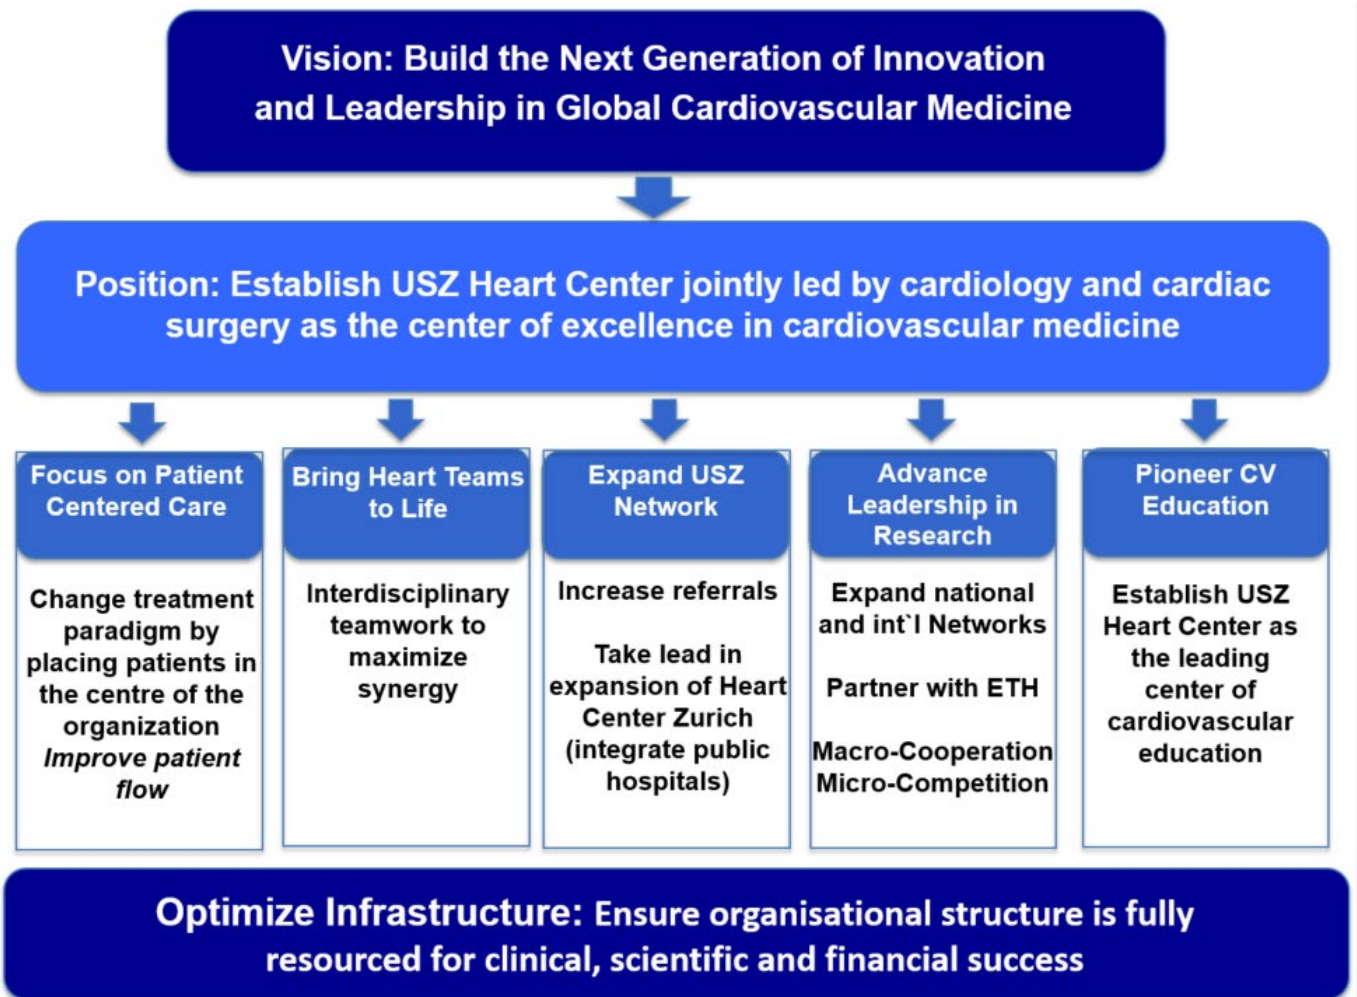 Vision: Build the Next Generation of Innovation
and Leadership in Global Cardiovascular Medicine
Position: Establish USZ Heart Center jointly led by cardiology and cardiac
surgery as the center of excellence in cardiovascular medicine
Focus on Patient
Centered Care
Change treatment
paradigm by
placing patients in
the centre of the
organization
Improve patient
flow
Bring Heart Teams
to Life
Interdisciplinary
teamwork to
maximize
synergy
Expand USZ
Network
Increase referrals
Take lead in
expansion of Heart
Center Zurich
(integrate public
hospitals)
Advance
Leadership in
Research
Expand national
and int`l Networks
Partner with ETH
Macro-Cooperation
Micro-Competition
Pioneer CV
Education
Establish USZ
Heart Center as
the leading
center of
cardiovascular
education
Optimize Infrastructure: Ensure organisational structure is fully
resourced for clinical, scientific and financial success